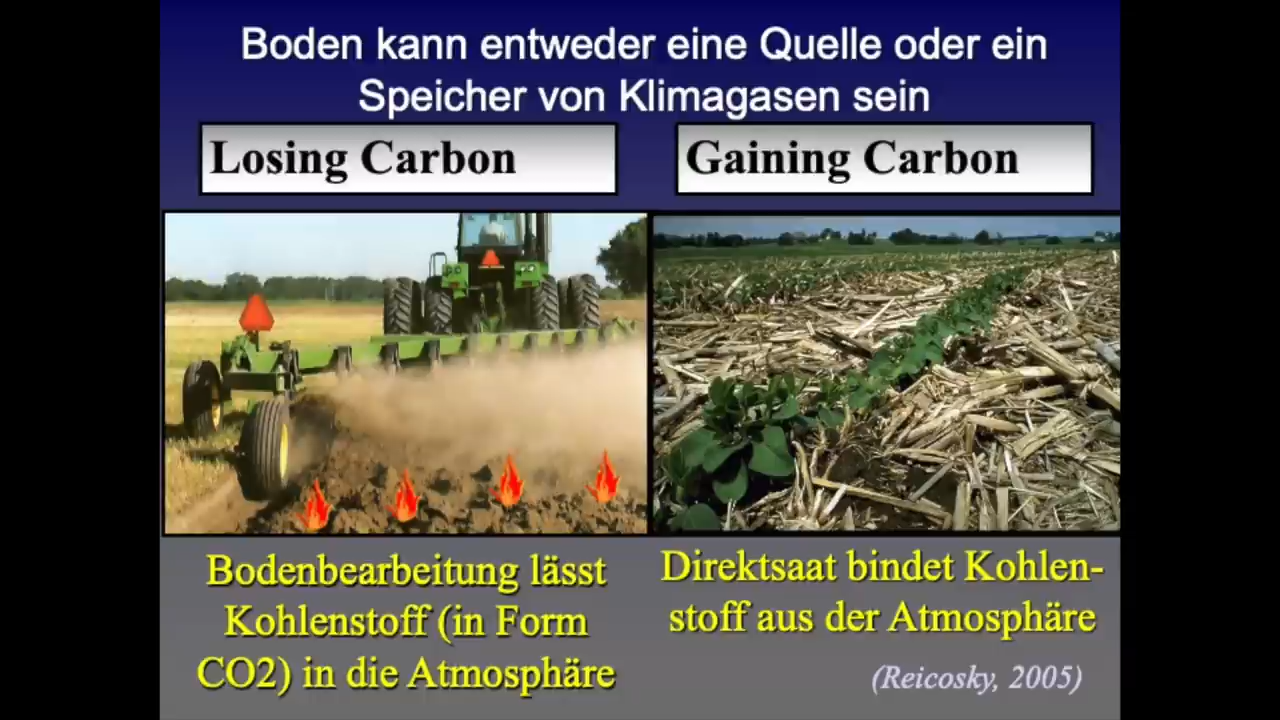 Boden kann entweder eine Quelle oder ein
Speicher von Klimagasen sein
Losing Carbon
Gaining Carbon
Bodenbearbeitung lässt
Kohlenstoff (in Form
CO2) in die Atmosphäre
Direktsaat bindet Kohlen-
stoff aus der Atmosphäre
(Reicosky, 2005)